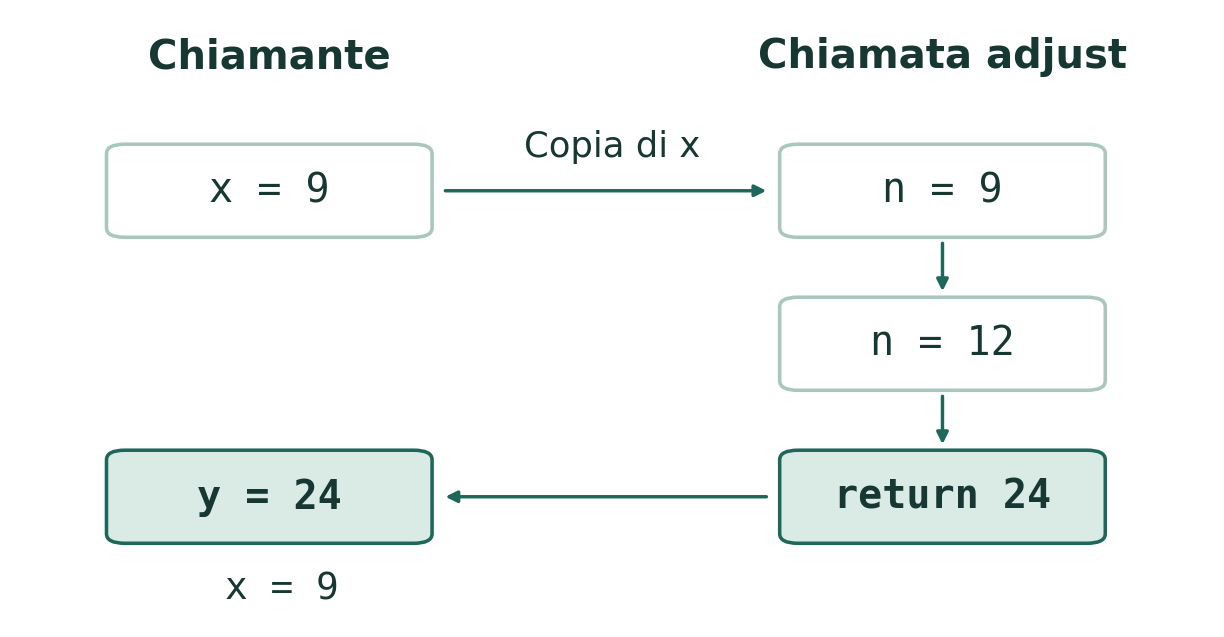 Chiamante
Chiamata adjust
Copia di x
x = 9
n = 9
n = 12
y = 24
return 24
x = 9